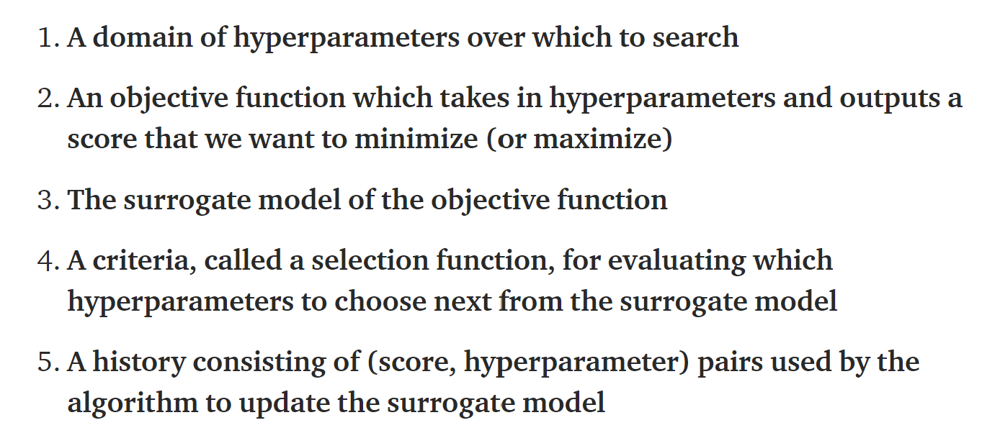 1. A domain of hyperparameters over which to search
2. An objective function which takes in hyperparameters and outputs a
score that we want to minimize (or maximize)
3. The surrogate model of the objective function
4. A criteria, called a selection function, for evaluating which
hyperparameters to choose next from the surrogate model
5. A history consisting of (score, hyperparameter) pairs used by the
algorithm to update the surrogate model